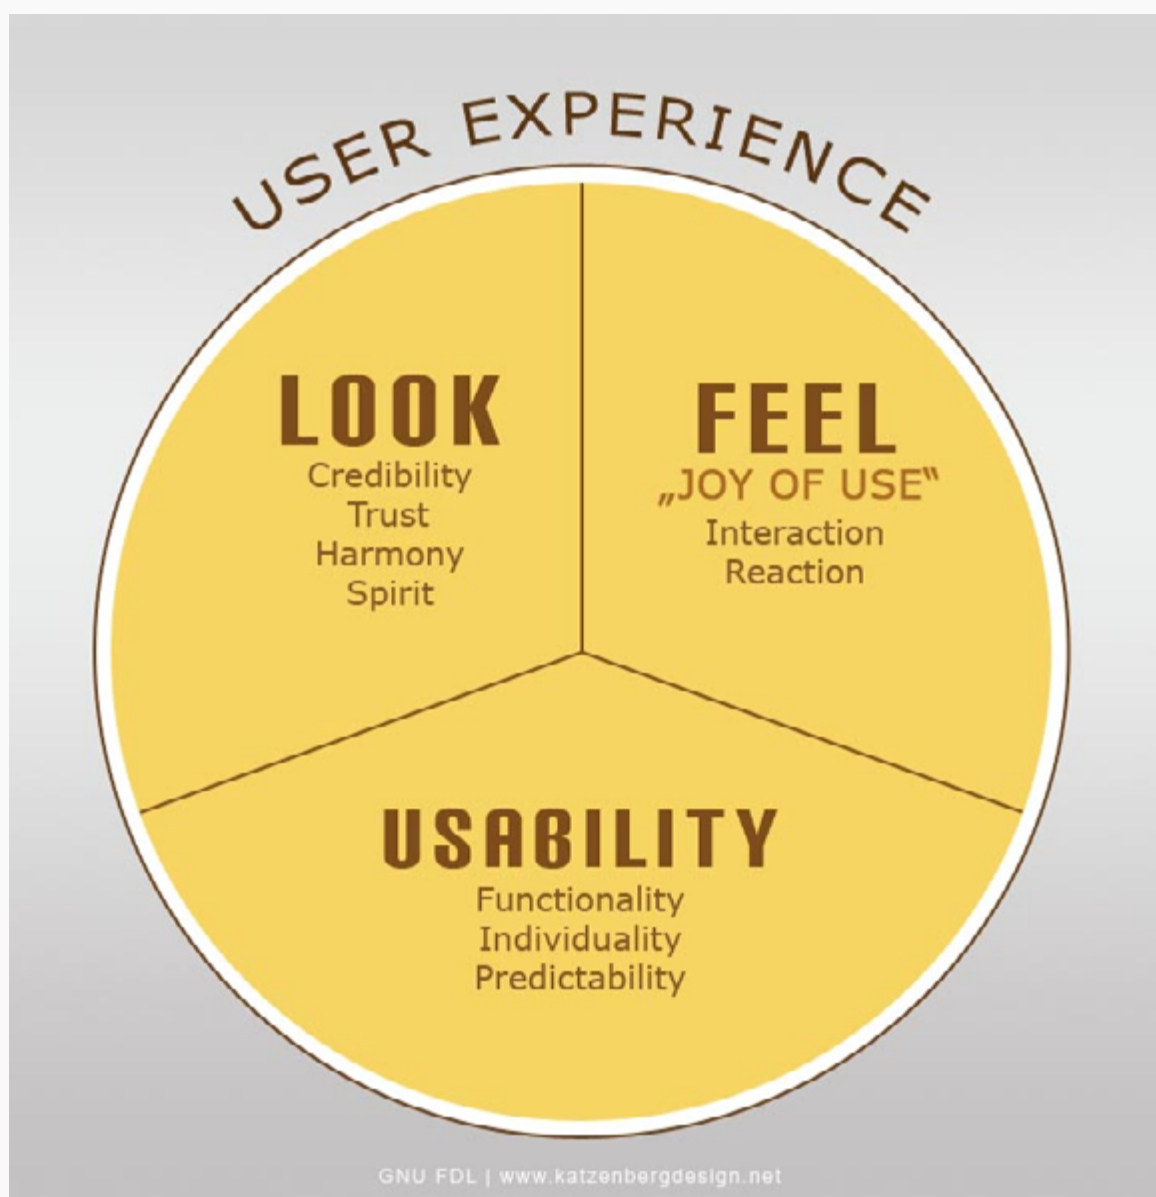 USER EXPERIENCE
LOOK
Credibility
Trust
Harmony
Spirit
FEEL
„JOY OF USE‟
Interaction
Reaction
USABILITY
Functionality
Individuality
Predictability
GNU FDL | www.katzenbergdesign.net